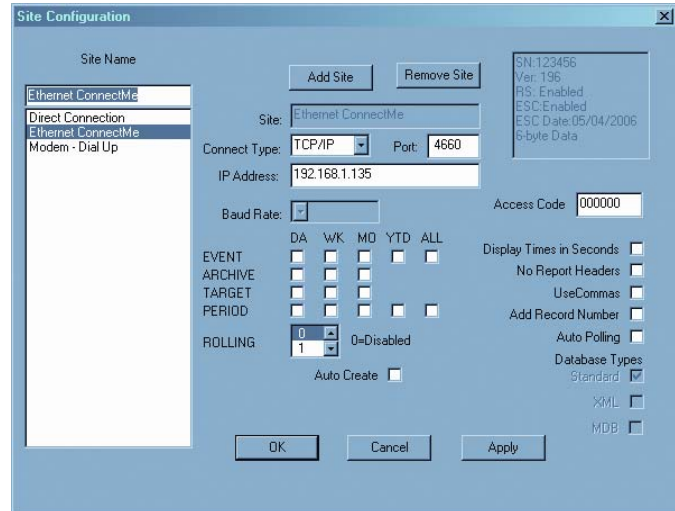 Site Configuration
Site Name
Ethernet ConnectMe
Direct Connection
Ethernet ConnectMe
Modem - Dial Up
Add Site
Remove Site
SN:123456
Ver: 196
RS: Enabled
ESC:Enabled
ESC Date:05/04/2006
6-byte Data
Site: Ethernet ConnectMe
Connect Type: TCP/IP Port: 4660
IP Address: 192.168.1.135
Baud Rate:
Access Code 000000
DA WK MO YTD ALL
EVENT
ARCHIVE
TARGET
PERIOD
ROLLING 0 1 0=Disabled
Auto Create
Display Times in Seconds
No Report Headers
UseCommas
Add Record Number
Auto Polling
Database Types
Standard
XML
MDB
OK Cancel Apply